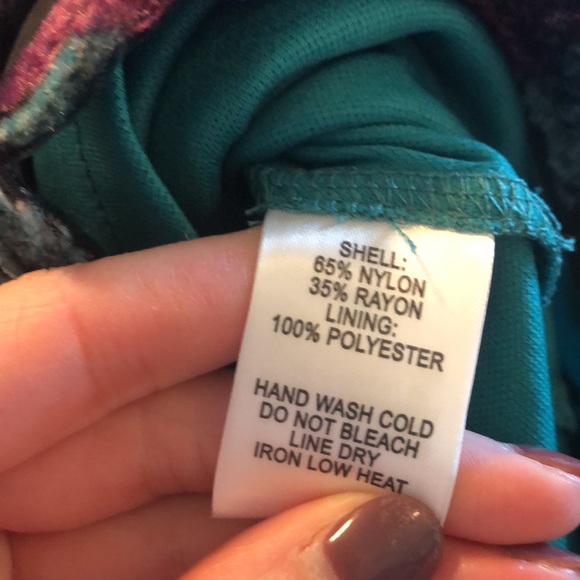 SHELL:
65% NYLON
35% RAYON
LINING:
100% POLYESTER
HAND WASH COLD
DO NOT BLEACH
LINE DRY
IRON LOW HEAT